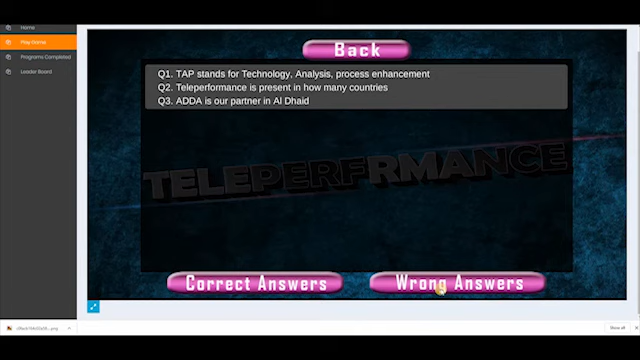 Home
Play Game
Programs Completed
Leader Board
Back
Q1. TAP stands for Technology, Analysis, process enhancement
Q2. Teleperformance is present in how many countries
Q3. ADDA is our partner in Al Dhaid
TELEPERFRMANCE
Correct Answers
Wrong Answers
Show all